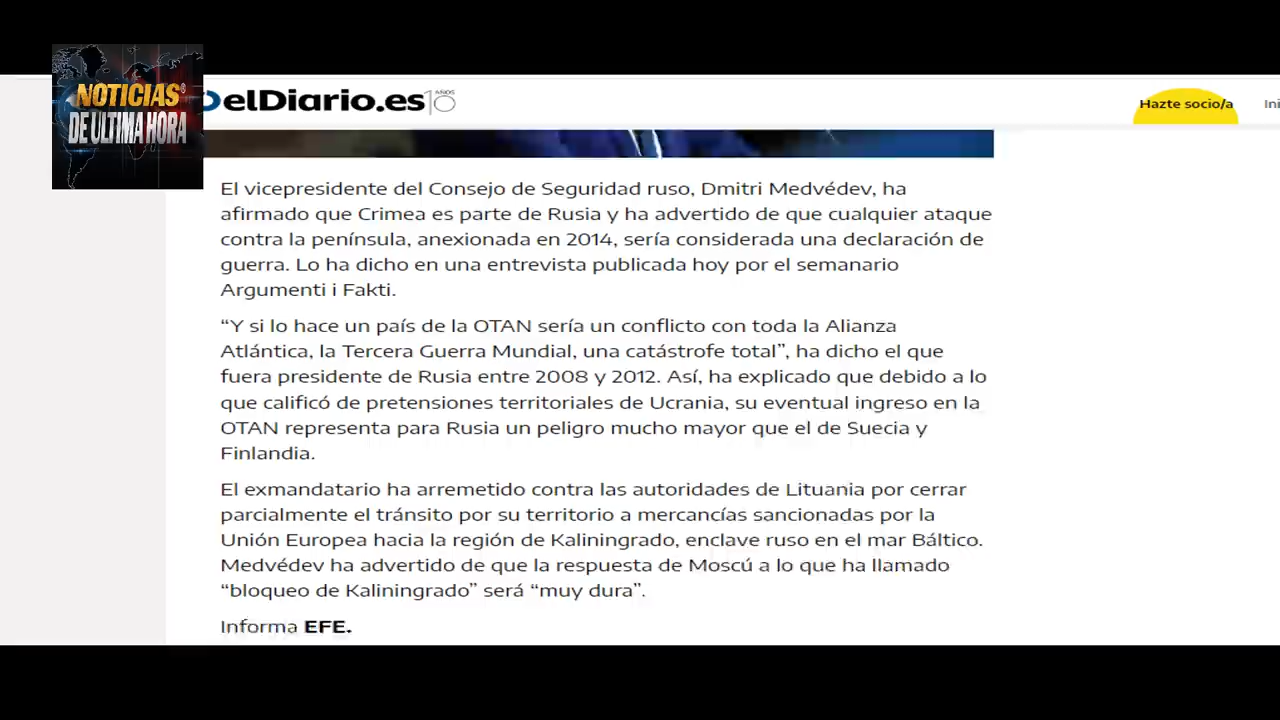 NOTICIAS
DE ULTIMA HORA
elDiario.es
10 AÑOS
Hazte socio/a
Ini
El vicepresidente del Consejo de Seguridad ruso, Dmitri Medvédev, ha
afirmado que Crimea es parte de Rusia y ha advertido de que cualquier ataque
contra la península, anexionada en 2014, sería considerada una declaración de
guerra. Lo ha dicho en una entrevista publicada hoy por el semanario
Argumenti i Fakti.
“Y si lo hace un país de la OTAN sería un conflicto con toda la Alianza
Atlántica, la Tercera Guerra Mundial, una catástrofe total”, ha dicho el que
fuera presidente de Rusia entre 2008 y 2012. Así, ha explicado que debido a lo
que calificó de pretensiones territoriales de Ucrania, su eventual ingreso en la
OTAN representa para Rusia un peligro mucho mayor que el de Suecia y
Finlandia.
El exmandatario ha arremetido contra las autoridades de Lituania por cerrar
parcialmente el tránsito por su territorio a mercancías sancionadas por la
Unión Europea hacia la región de Kaliningrado, enclave ruso en el mar Báltico.
Medvédev ha advertido de que la respuesta de Moscú a lo que ha llamado
“bloqueo de Kaliningrado” será “muy dura”.
Informa EFE.